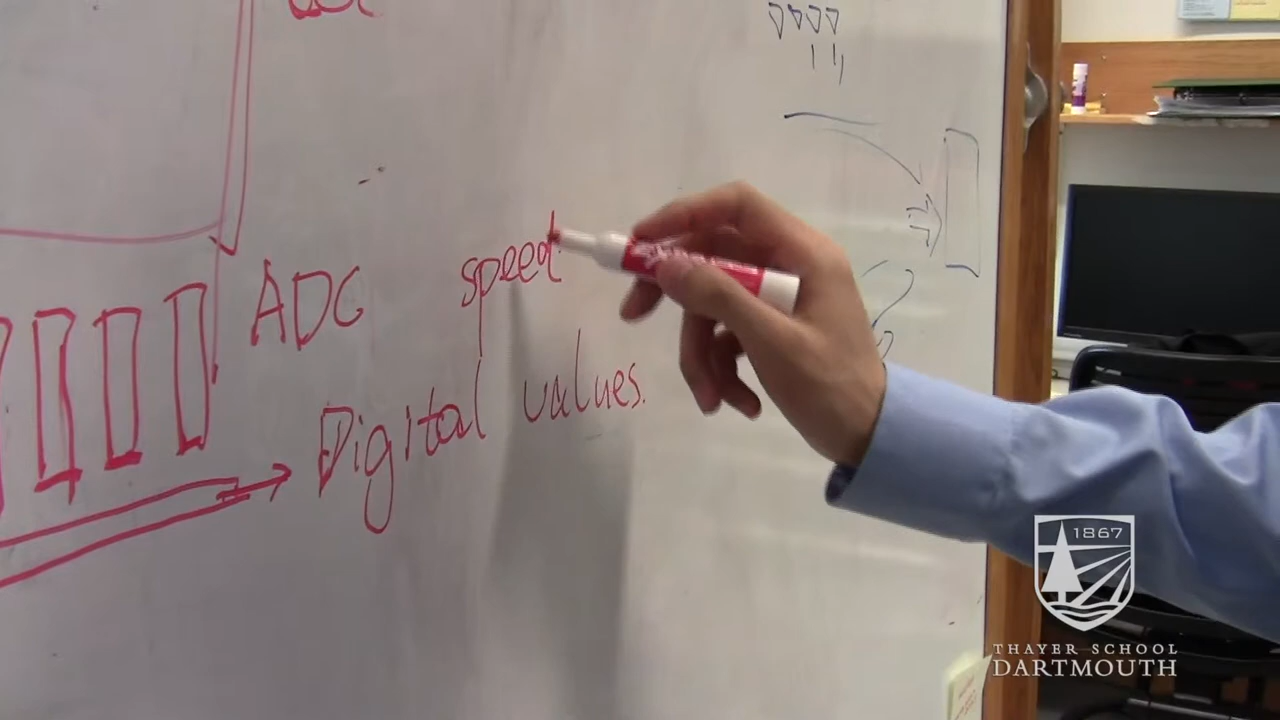 ADC
speed
Digital values.
1867
THAYER SCHOOL
DARTMOUTH